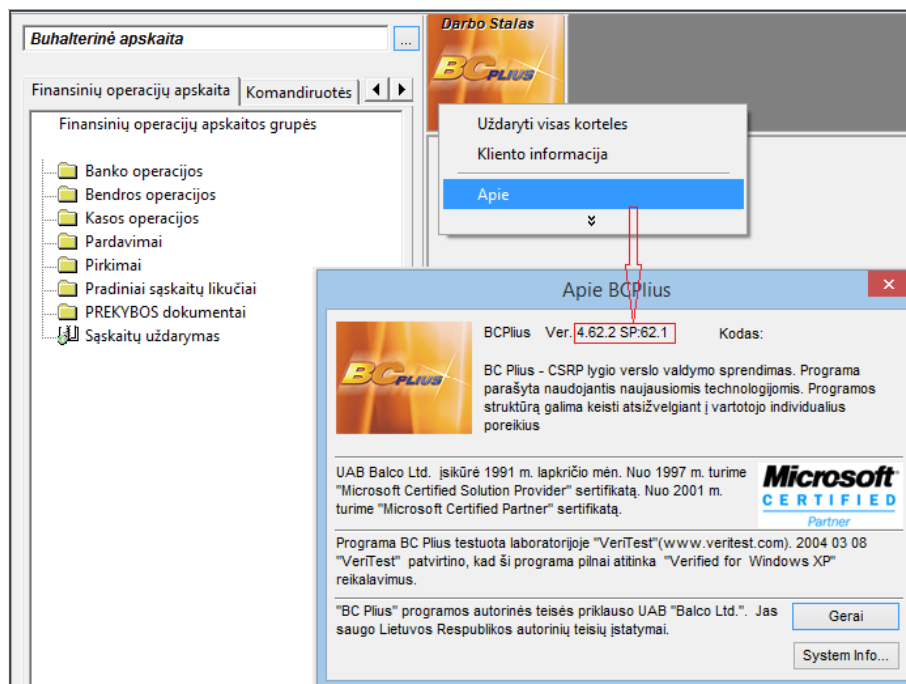 Buhalterinė apskaita
...
Finansinių operacijų apskaita
Komandiruotės
Finansinių operacijų apskaitos grupės
Banko operacijos
Bendros operacijos
Kasos operacijos
Pardavimai
Pirkimai
Pradiniai sąskaitų likučiai
PREKYBOS dokumentai
Sąskaitų uždarymas
Darbo Stalas
BCPLIUS
Uždaryti visas korteles
Kliento informacija
Apie
Apie BCPlius
BCPLIUS
BCPlius Ver. 4.62.2 SP:62.1 Kodas:
BC Plius - CSRP lygio verslo valdymo sprendimas. Programa
parašyta naudojantis naujausiomis technologijomis. Programos
struktūrą galima keisti atsižvelgiant į vartotojo individualius
poreikius
UAB Balco Ltd. įsikūrė 1991 m. lapkričio mėn. Nuo 1997 m. turime
"Microsoft Certified Solution Provider" sertifikatą. Nuo 2001 m.
turime "Microsoft Certified Partner" sertifikatą.
Microsoft
CERTIFIED
Partner
Programa BC Plius testuota laboratorijoje "VeriTest"(www.veritest.com). 2004 03 08
"VeriTest" patvirtino, kad ši programa pilnai atitinka "Verified for Windows XP"
reikalavimus.
"BC Plius" programos autorinės teisės priklauso UAB "Balco Ltd.". Jas
saugo Lietuvos Respublikos autorinių teisių įstatymai.
Gerai
System Info...